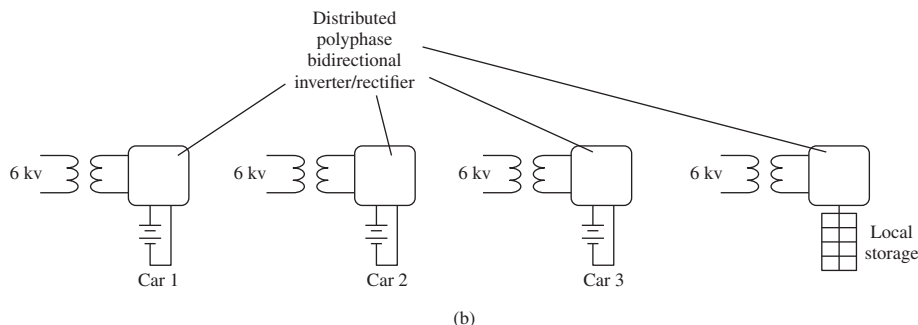 Distributed
polyphase
bidirectional
inverter/rectifier
6 kv
6 kv
6 kv
6 kv
Car 1
Car 2
Car 3
Local
storage
(b)